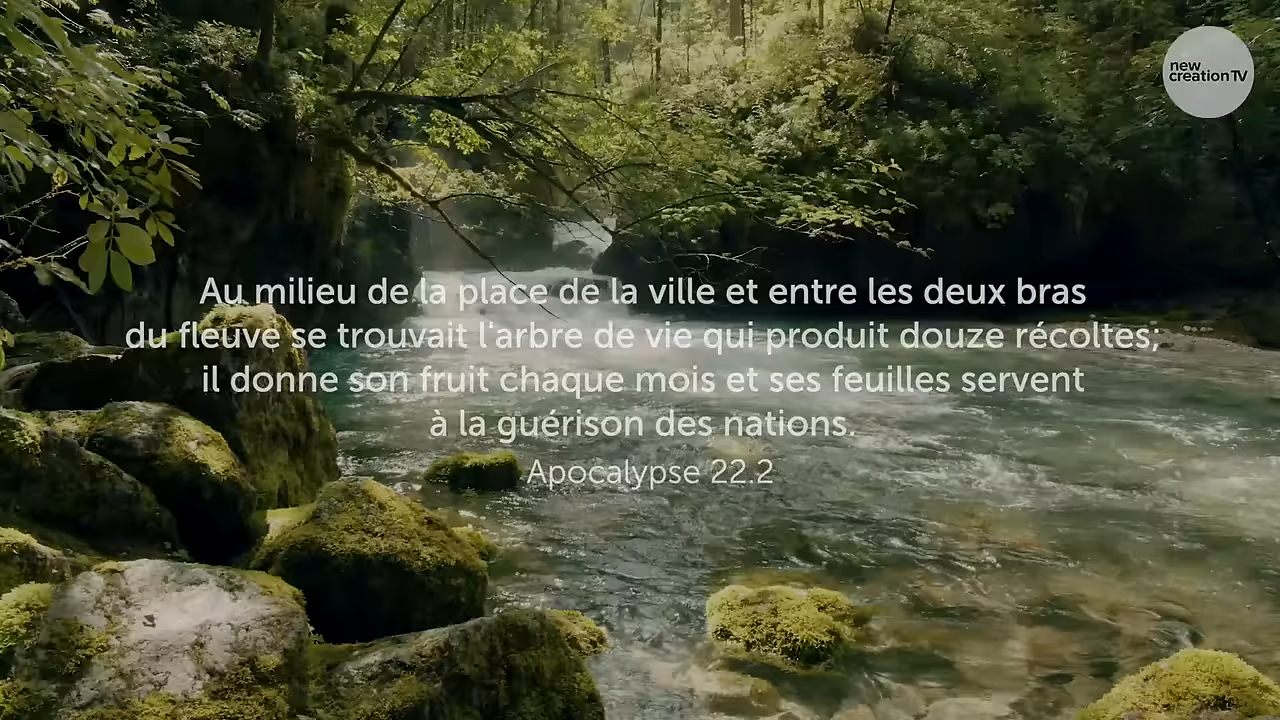 new
creation TV
Au milieu de la place de la ville et entre les deux bras
du fleuve se trouvait l'arbre de vie qui produit douze récoltes;
il donne son fruit chaque mois et ses feuilles servent
à la guérison des nations.
Apocalypse 22.2